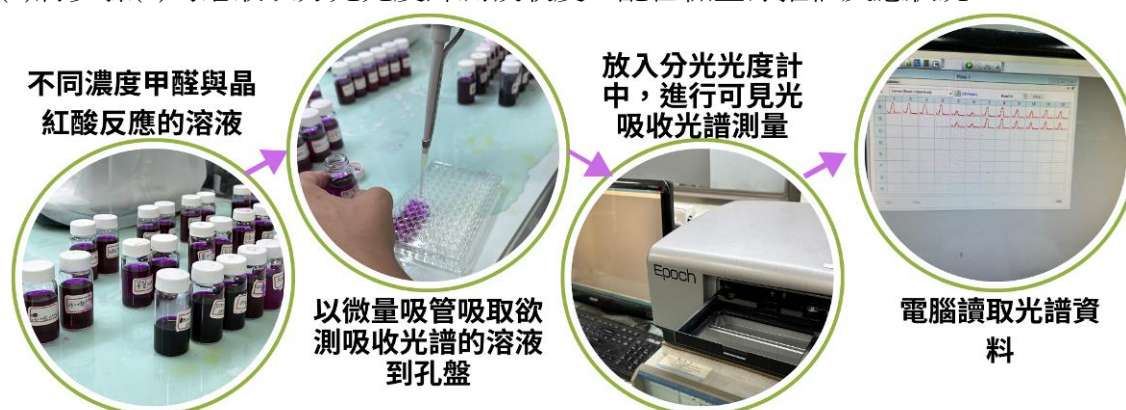 不同濃度甲醛與晶
紅酸反應的溶液
以微量吸管吸取欲
測吸收光譜的溶液
到孔盤
放入分光光度計
中，進行可見光
吸收光譜測量
Epoch
電腦讀取光譜資
料